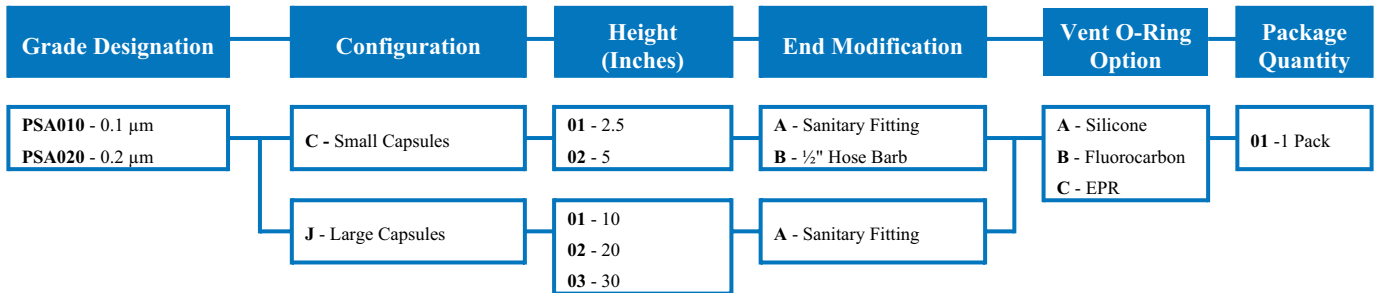 Grade Designation
Configuration
Height
(Inches)
End Modification
Vent O-Ring
Option
Package
Quantity
PSA010 - 0.1 µm
PSA020 - 0.2 µm
C - Small Capsules
01 - 2.5
02 - 5
A - Sanitary Fitting
B - ½" Hose Barb
A - Silicone
B - Fluorocarbon
C - EPR
01 -1 Pack
J - Large Capsules
01 - 10
02 - 20
03 - 30
A - Sanitary Fitting